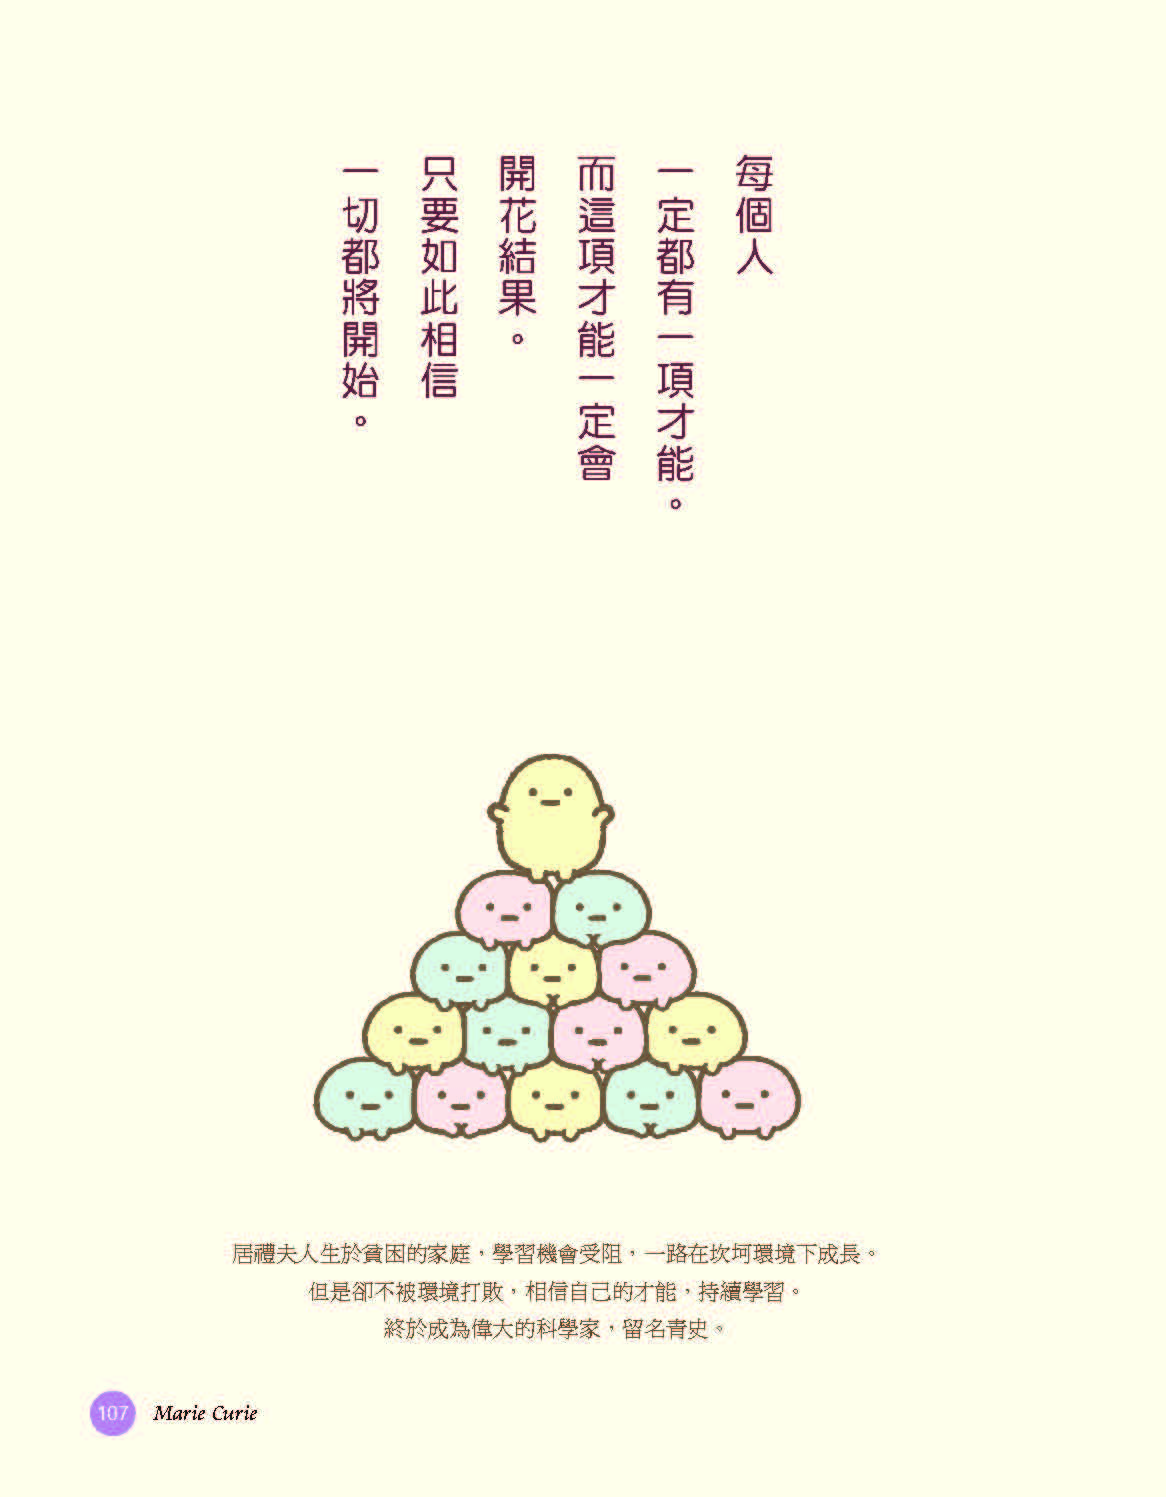 每個人
一定都有一項才能。
而這項才能一定會
開花結果。
只要如此相信
一切都將開始。
居禮夫人生於貧困的家庭，學習機會受阻，一路在坎坷環境下成長。
但是卻不被環境打敗，相信自己的才能，持續學習。
終於成為偉大的科學家，留名青史。
107 Marie Curie